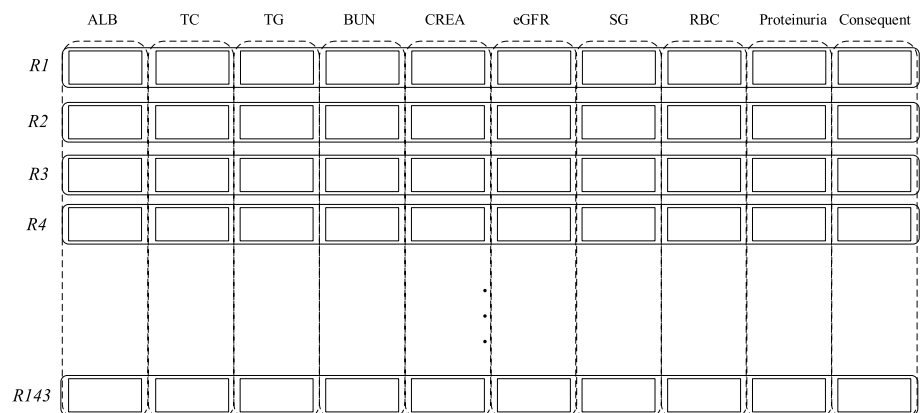 ALB TC TG BUN CREA eGFR SG RBC Proteinuria Consequent
R1
R2
R3
R4
R143